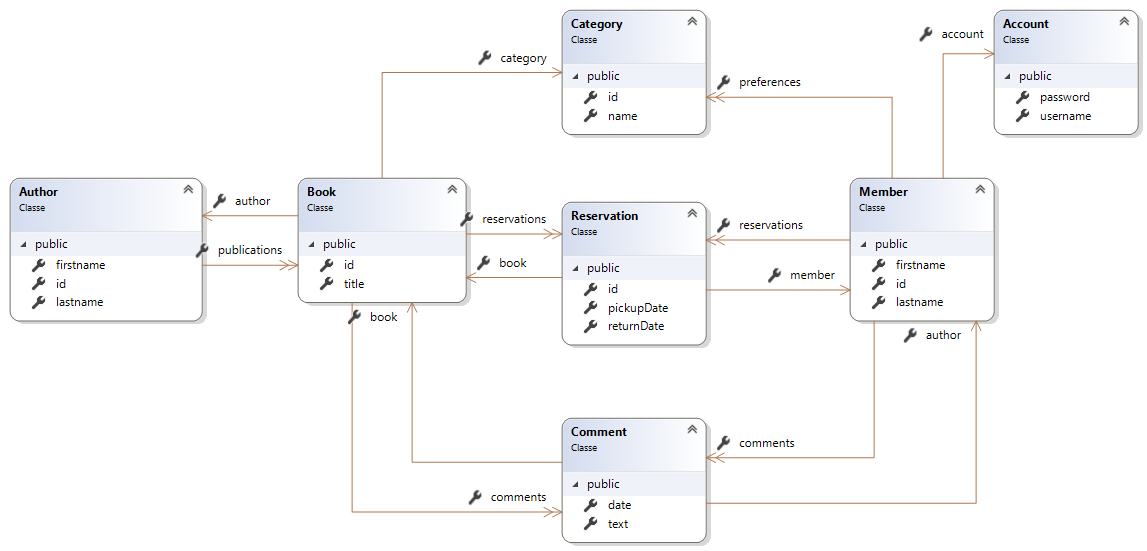 Category
Classe
public
id
name
Account
Classe
public
password
username
category
preferences
account
Author
Classe
public
firstname
id
lastname
author
publications
Book
Classe
public
id
title
reservations
book
Reservation
Classe
public
id
pickupDate
returnDate
reservations
member
Member
Classe
public
firstname
id
lastname
book
author
Comment
Classe
public
date
text
comments
comments